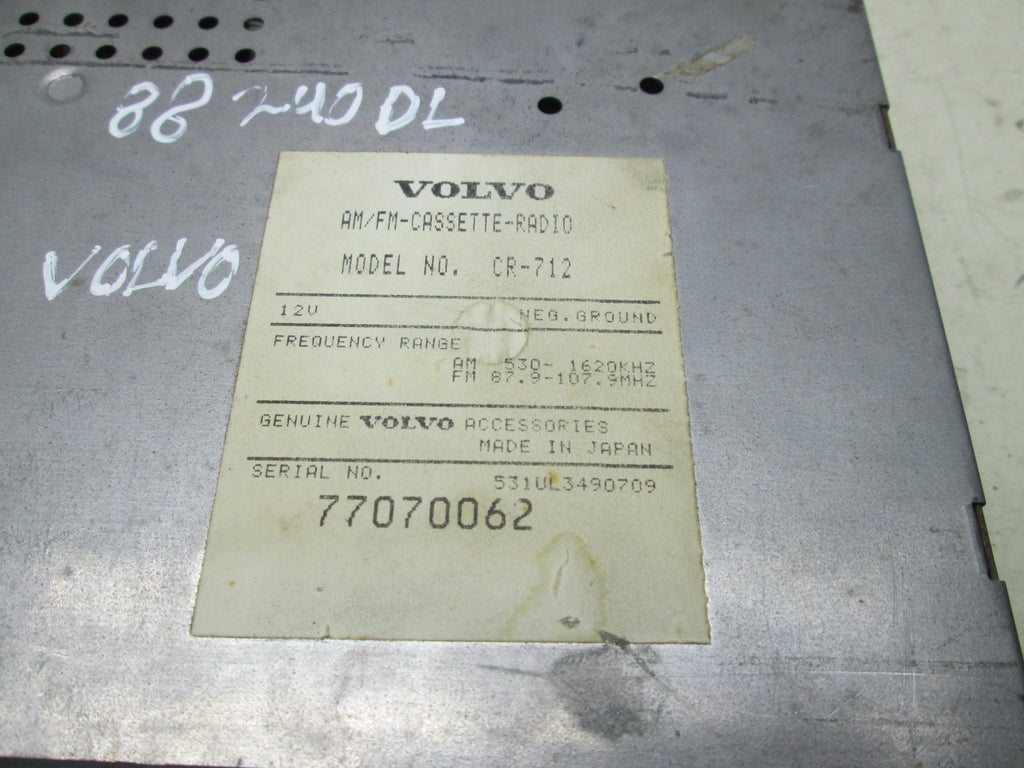 88 240 DL
VOLVO
VOLVO
AM/FM-CASSETTE-RADIO
MODEL NO. CR-712
12V NEG.GROUND
FREQUENCY RANGE
AM 530- 1620KHZ
FM 87.9-107.9MHZ
GENUINE VOLVO ACCESSORIES
MADE IN JAPAN
SERIAL NO. 531UL3490709
77070062